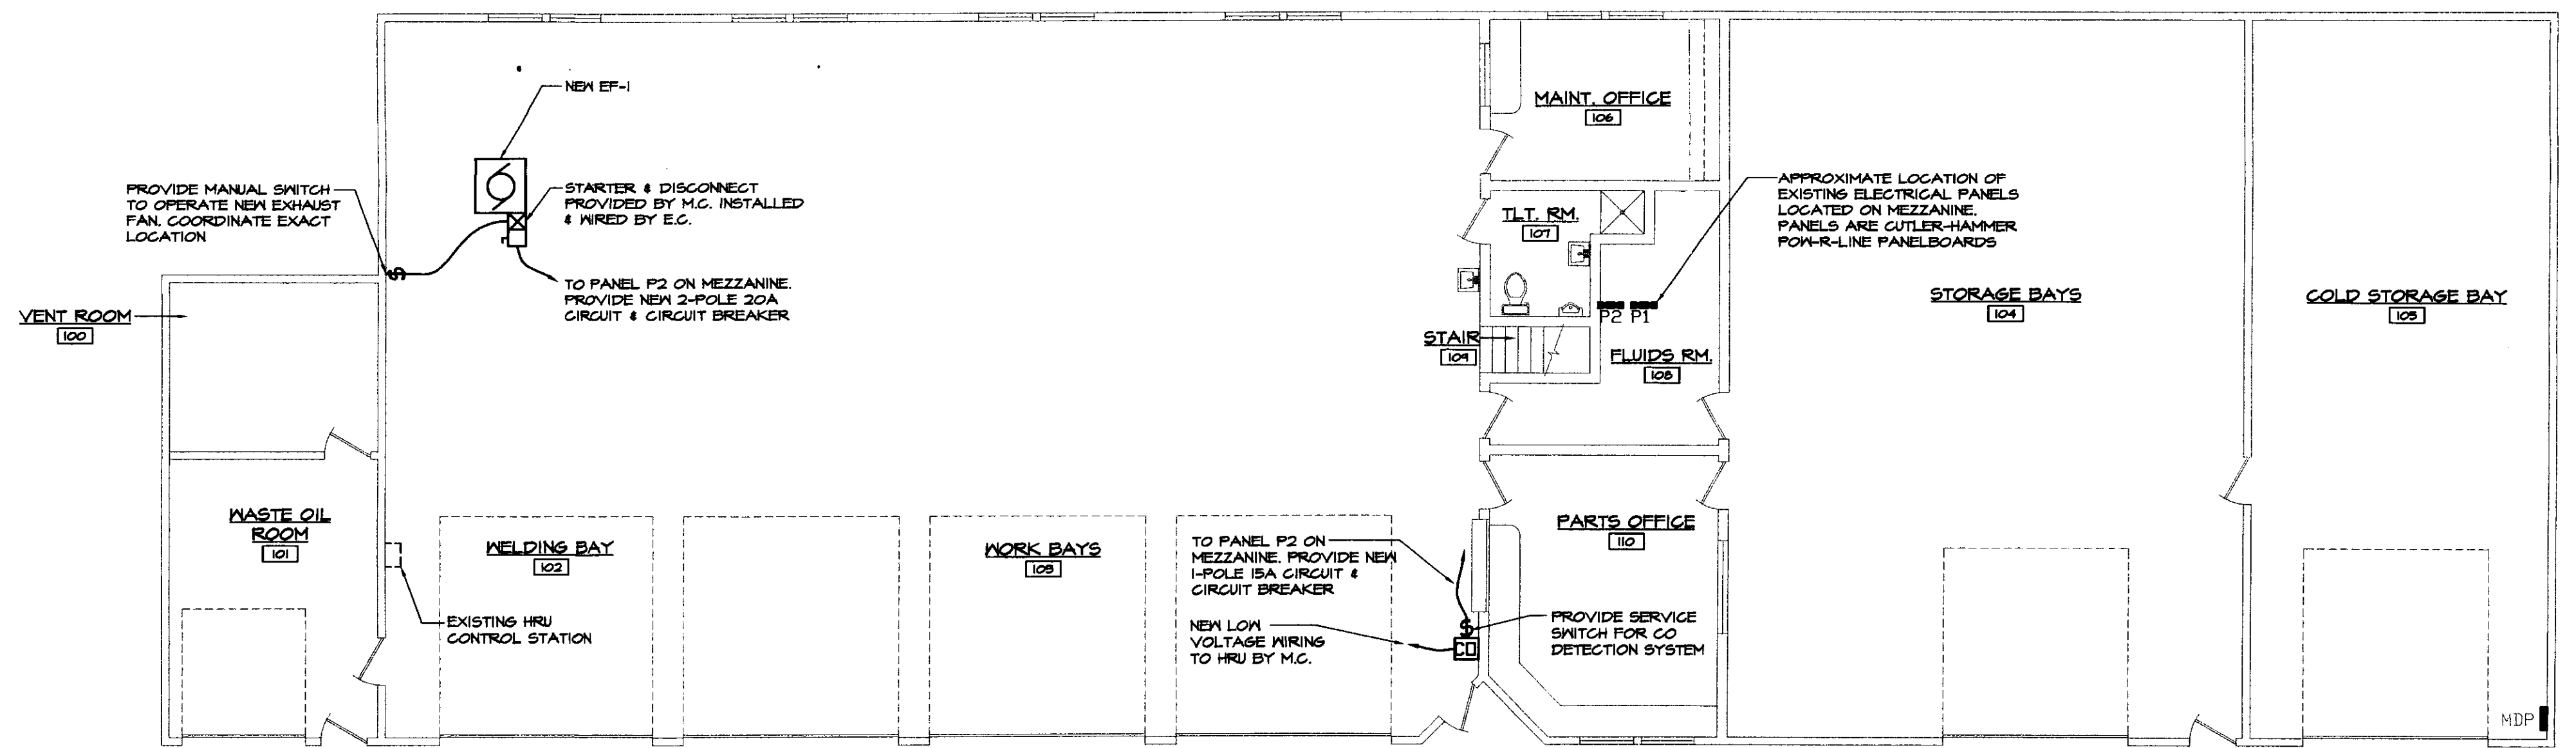 NEW EF-1
MAINT. OFFICE
106
PROVIDE MANUAL SWITCH
TO OPERATE NEW EXHAUST
FAN. COORDINATE EXACT
LOCATION
STARTER & DISCONNECT
PROVIDED BY M.C. INSTALLED
& WIRED BY E.C.
APPROXIMATE LOCATION OF
EXISTING ELECTRICAL PANELS
LOCATED ON MEZZANINE.
PANELS ARE CUTLER-HAMMER
POW-R-LINE PANELBOARDS
TLT. RM.
107
$
TO PANEL P2 ON MEZZANINE.
PROVIDE NEW 2-POLE 20A
CIRCUIT & CIRCUIT BREAKER
VENT ROOM
100
P2 P1
STORAGE BAYS
104
COLD STORAGE BAY
105
STAIR
109
FLUIDS RM.
108
WASTE OIL
ROOM
101
WELDING BAY
102
WORK BAYS
103
TO PANEL P2 ON
MEZZANINE. PROVIDE NEW
1-POLE 15A CIRCUIT &
CIRCUIT BREAKER
PARTS OFFICE
110
EXISTING HRU
CONTROL STATION
NEW LOW
VOLTAGE WIRING
TO HRU BY M.C.
$
CO
PROVIDE SERVICE
SWITCH FOR CO
DETECTION SYSTEM
MDP